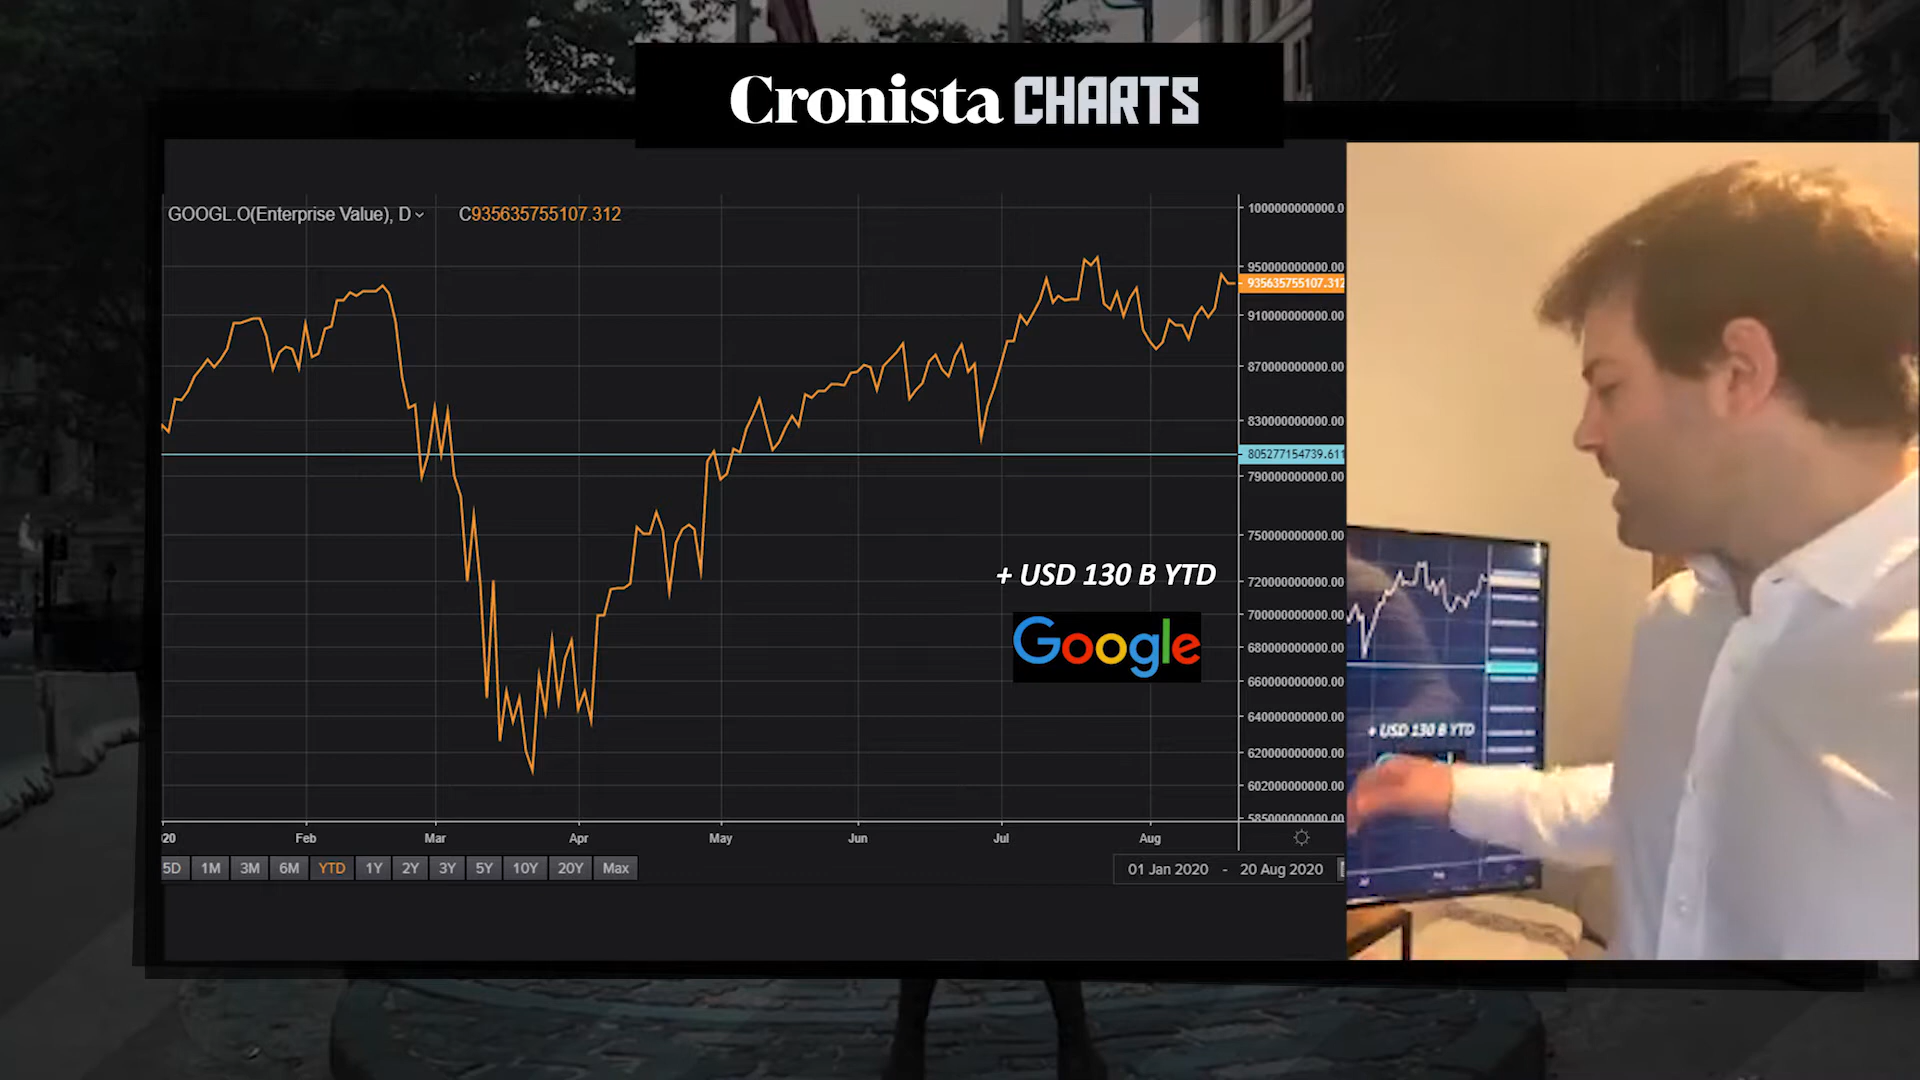 Cronista CHARTS
GOOGL.O(Enterprise Value), D C935635755107.312
1000000000000.0
950000000000.00
935635755107.312
910000000000.00
870000000000.00
830000000000.00
805277154739.611
790000000000.00
750000000000.00
720000000000.00
700000000000.00
680000000000.00
660000000000.00
640000000000.00
620000000000.00
602000000000.00
585000000000.00
+ USD 130 B YTD
Google
20 Feb Mar Apr May Jun Jul Aug
5D 1M 3M 6M YTD 1Y 2Y 3Y 5Y 10Y 20Y Max
01 Jan 2020 - 20 Aug 2020
+ USD 130 B YTD